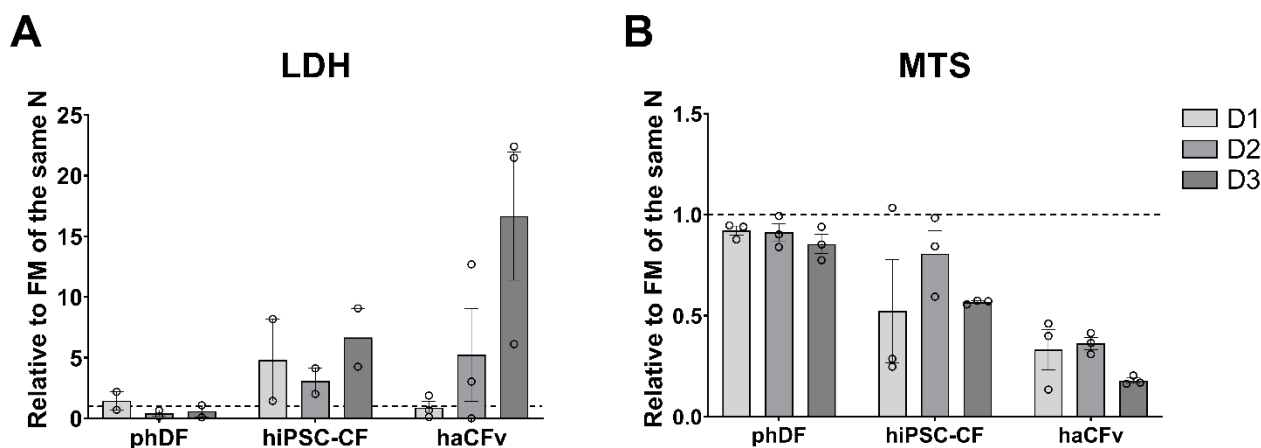 A
LDH
Relative to FM of the same N
25
20
15
10
5
0
phDF
hiPSC-CF
haCFv
B
MTS
Relative to FM of the same N
1.5
1.0
0.5
0.0
phDF
hiPSC-CF
haCFv
D1
D2
D3